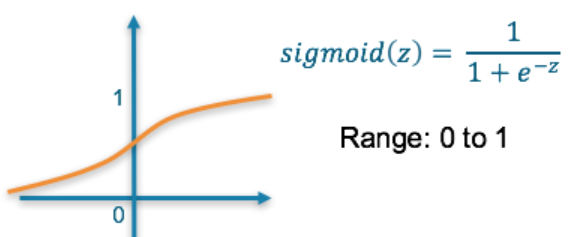 sigmoid(z) = 1 / (1 + e^{-z})
1
Range: 0 to 1
0